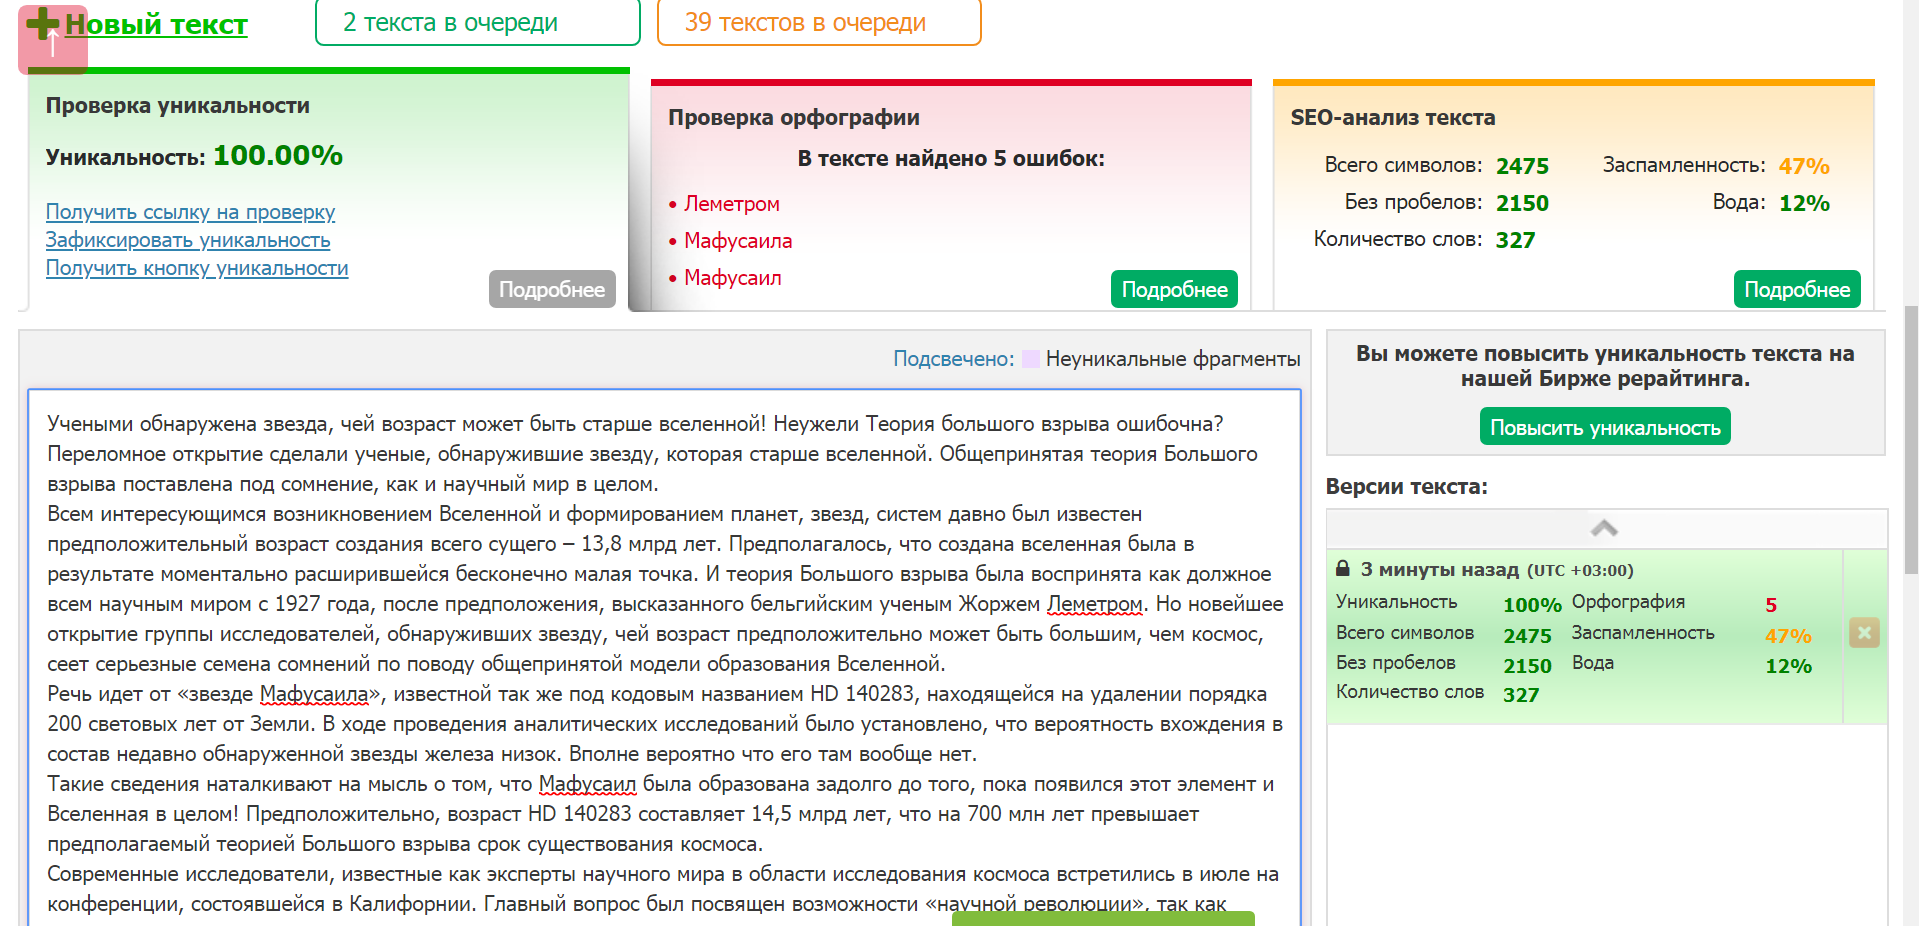 Новый текст
2 текста в очереди
39 текстов в очереди
Проверка уникальности
Уникальность: 100.00%
Получить ссылку на проверку
Зафиксировать уникальность
Получить кнопку уникальности
Подробнее
Проверка орфографии
В тексте найдено 5 ошибок:
• Леметром
• Мафусаила
• Мафусаил
Подробнее
SEO-анализ текста
Всего символов: 2475
Заспамленность: 47%
Без пробелов: 2150
Вода: 12%
Количество слов: 327
Подробнее
Подсвечено: Неуникальные фрагменты
Учеными обнаружена звезда, чей возраст может быть старше вселенной! Неужели Теория большого взрыва ошибочна?
Переломное открытие сделали ученые, обнаружившие звезду, которая старше вселенной. Общепринятая теория Большого
взрыва поставлена под сомнение, как и научный мир в целом.
Всем интересующимся возникновением Вселенной и формированием планет, звезд, систем давно был известен
предположительный возраст создания всего сущего – 13,8 млрд лет. Предполагалось, что создана вселенная была в
результате моментально расширившейся бесконечно малая точка. И теория Большого взрыва была воспринята как должное
всем научным миром с 1927 года, после предположения, высказанного бельгийским ученым Жоржем Леметром. Но новейшее
открытие группы исследователей, обнаруживших звезду, чей возраст предположительно может быть большим, чем космос,
сеет серьезные семена сомнений по поводу общепринятой модели образования Вселенной.
Речь идет от «звезде Мафусаила», известной так же под кодовым названием HD 140283, находящейся на удалении порядка
200 световых лет от Земли. В ходе проведения аналитических исследований было установлено, что вероятность вхождения в
состав недавно обнаруженной звезды железа низок. Вполне вероятно что его там вообще нет.
Такие сведения наталкивают на мысль о том, что Мафусаил была образована задолго до того, пока появился этот элемент и
Вселенная в целом! Предположительно, возраст HD 140283 составляет 14,5 млрд лет, что на 700 млн лет превышает
предполагаемый теорией Большого взрыва срок существования космоса.
Современные исследователи, известные как эксперты научного мира в области исследования космоса встретились в июле на
конференции, состоявшейся в Калифорнии. Главный вопрос был посвящен возможности «научной революции», так как
Вы можете повысить уникальность текста на
нашей Бирже рерайтинга.
Повысить уникальность
Версии текста:
3 минуты назад (UTC +03:00)
Уникальность 100% Орфография 5
Всего символов 2475 Заспамленность 47%
Без пробелов 2150 Вода 12%
Количество слов 327